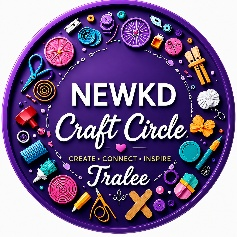 NEWKD
Craft Circle
CREATE • CONNECT • INSPIRE
Tralee